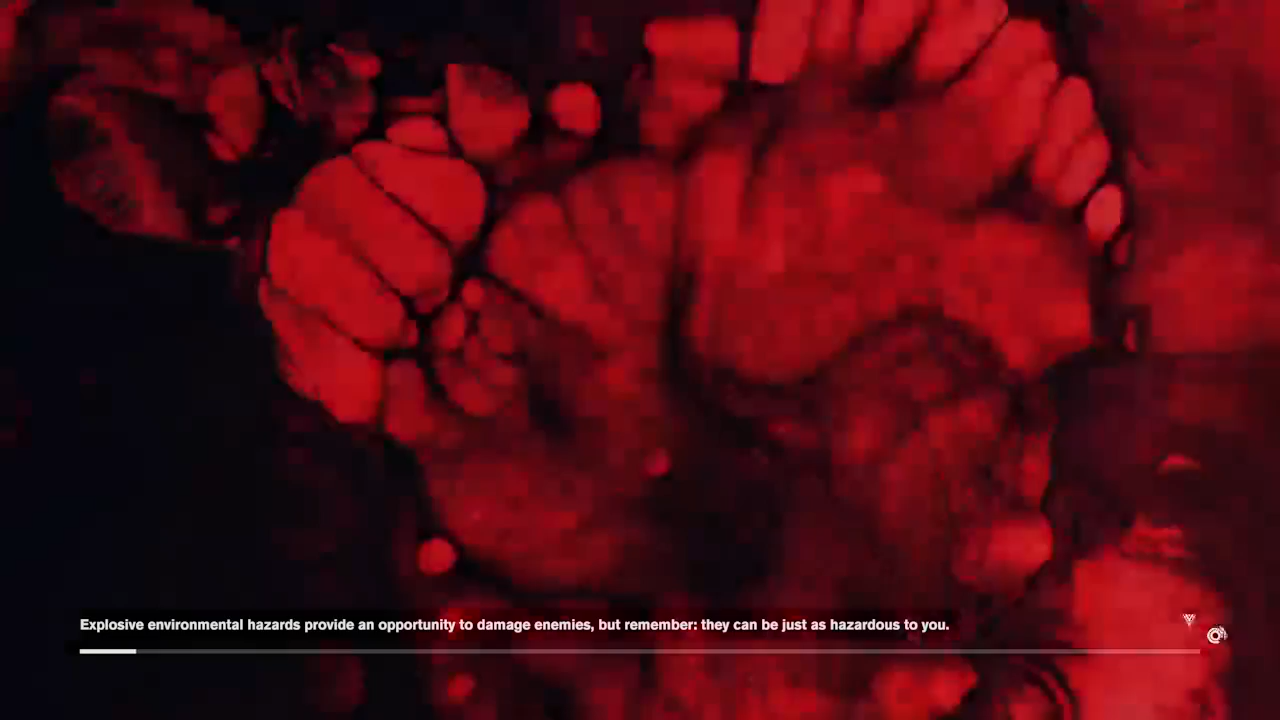 Explosive environmental hazards provide an opportunity to damage enemies, but remember: they can be just as hazardous to you.